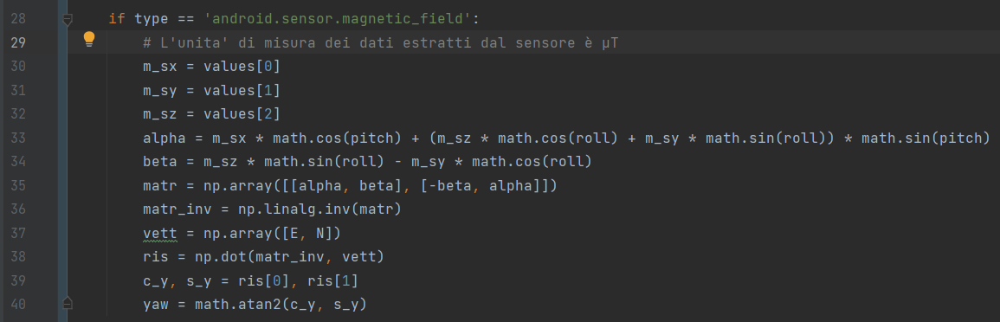 28 if type == 'android.sensor.magnetic_field':
29 # L'unita' di misura dei dati estratti dal sensore è µT
30 m_sx = values[0]
31 m_sy = values[1]
32 m_sz = values[2]
33 alpha = m_sx * math.cos(pitch) + (m_sz * math.cos(roll) + m_sy * math.sin(roll)) * math.sin(pitch)
34 beta = m_sz * math.sin(roll) - m_sy * math.cos(roll)
35 matr = np.array([[alpha, beta], [-beta, alpha]])
36 matr_inv = np.linalg.inv(matr)
37 vett = np.array([E, N])
38 ris = np.dot(matr_inv, vett)
39 c_y, s_y = ris[0], ris[1]
40 yaw = math.atan2(c_y, s_y)